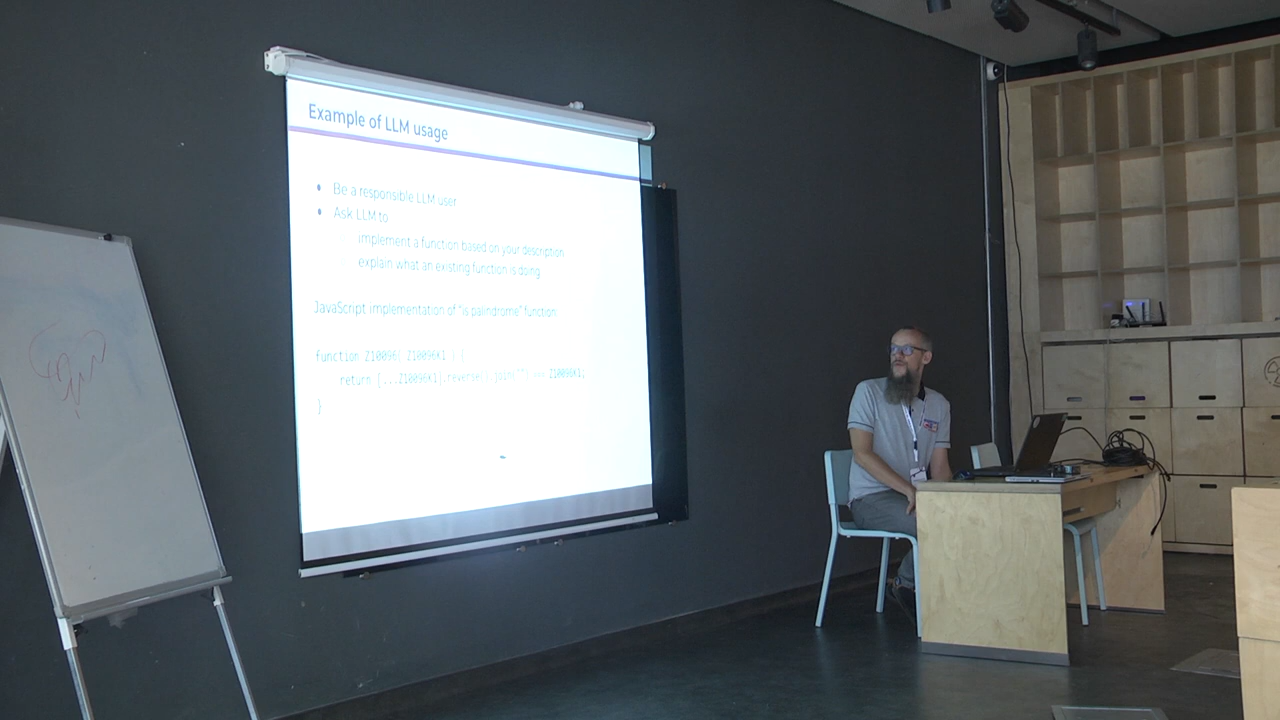 Example of LLM usage
Be a responsible LLM user
Ask LLM to
implement a function based on your description
explain what an existing function is doing
JavaScript implementation of "is palindrome" function:
function Z10096( Z10096K1 ) {
return [...Z10096K1].reverse().join("") === Z10096K1;
}